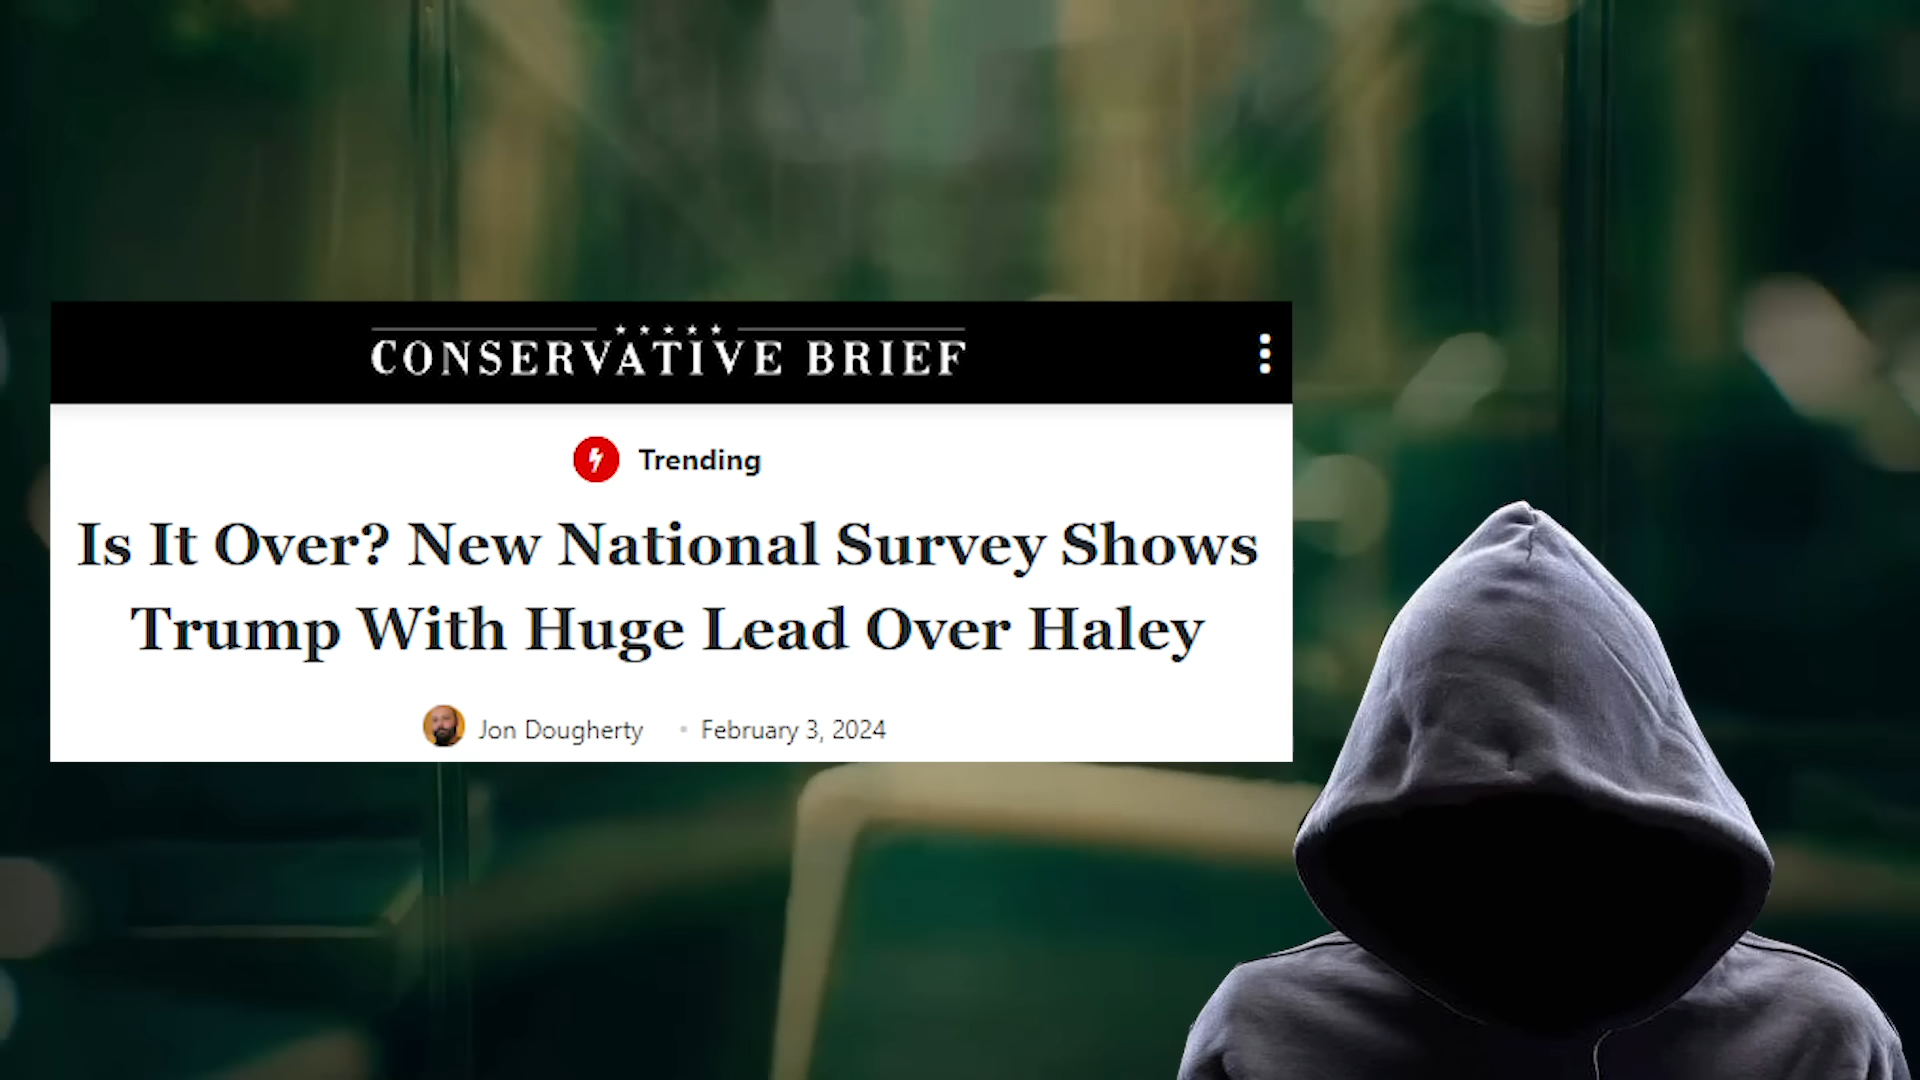 CONSERVATIVE BRIEF
Trending
Is It Over? New National Survey Shows
Trump With Huge Lead Over Haley
Jon Dougherty • February 3, 2024